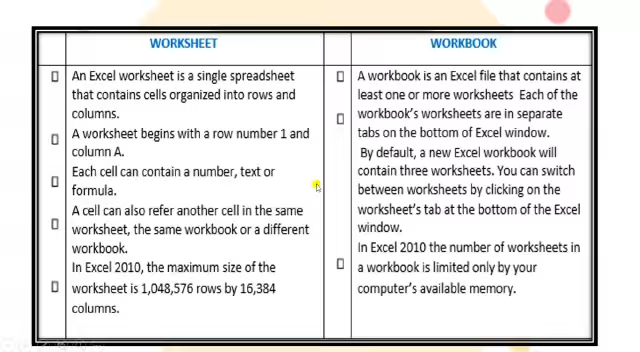 WORKSHEET
An Excel worksheet is a single spreadsheet
that contains cells organized into rows and
columns.
A worksheet begins with a row number 1 and
column A.
Each cell can contain a number, text or
formula.
A cell can also refer another cell in the same
worksheet, the same workbook or a different
workbook.
In Excel 2010, the maximum size of the
worksheet is 1,048,576 rows by 16,384
columns.
WORKBOOK
A workbook is an Excel file that contains at
least one or more worksheets Each of the
workbook's worksheets are in separate
tabs on the bottom of Excel window.
By default, a new Excel workbook will
contain three worksheets. You can switch
between worksheets by clicking on the
worksheet's tab at the bottom of the Excel
window.
In Excel 2010 the number of worksheets in
a workbook is limited only by your
computer's available memory.